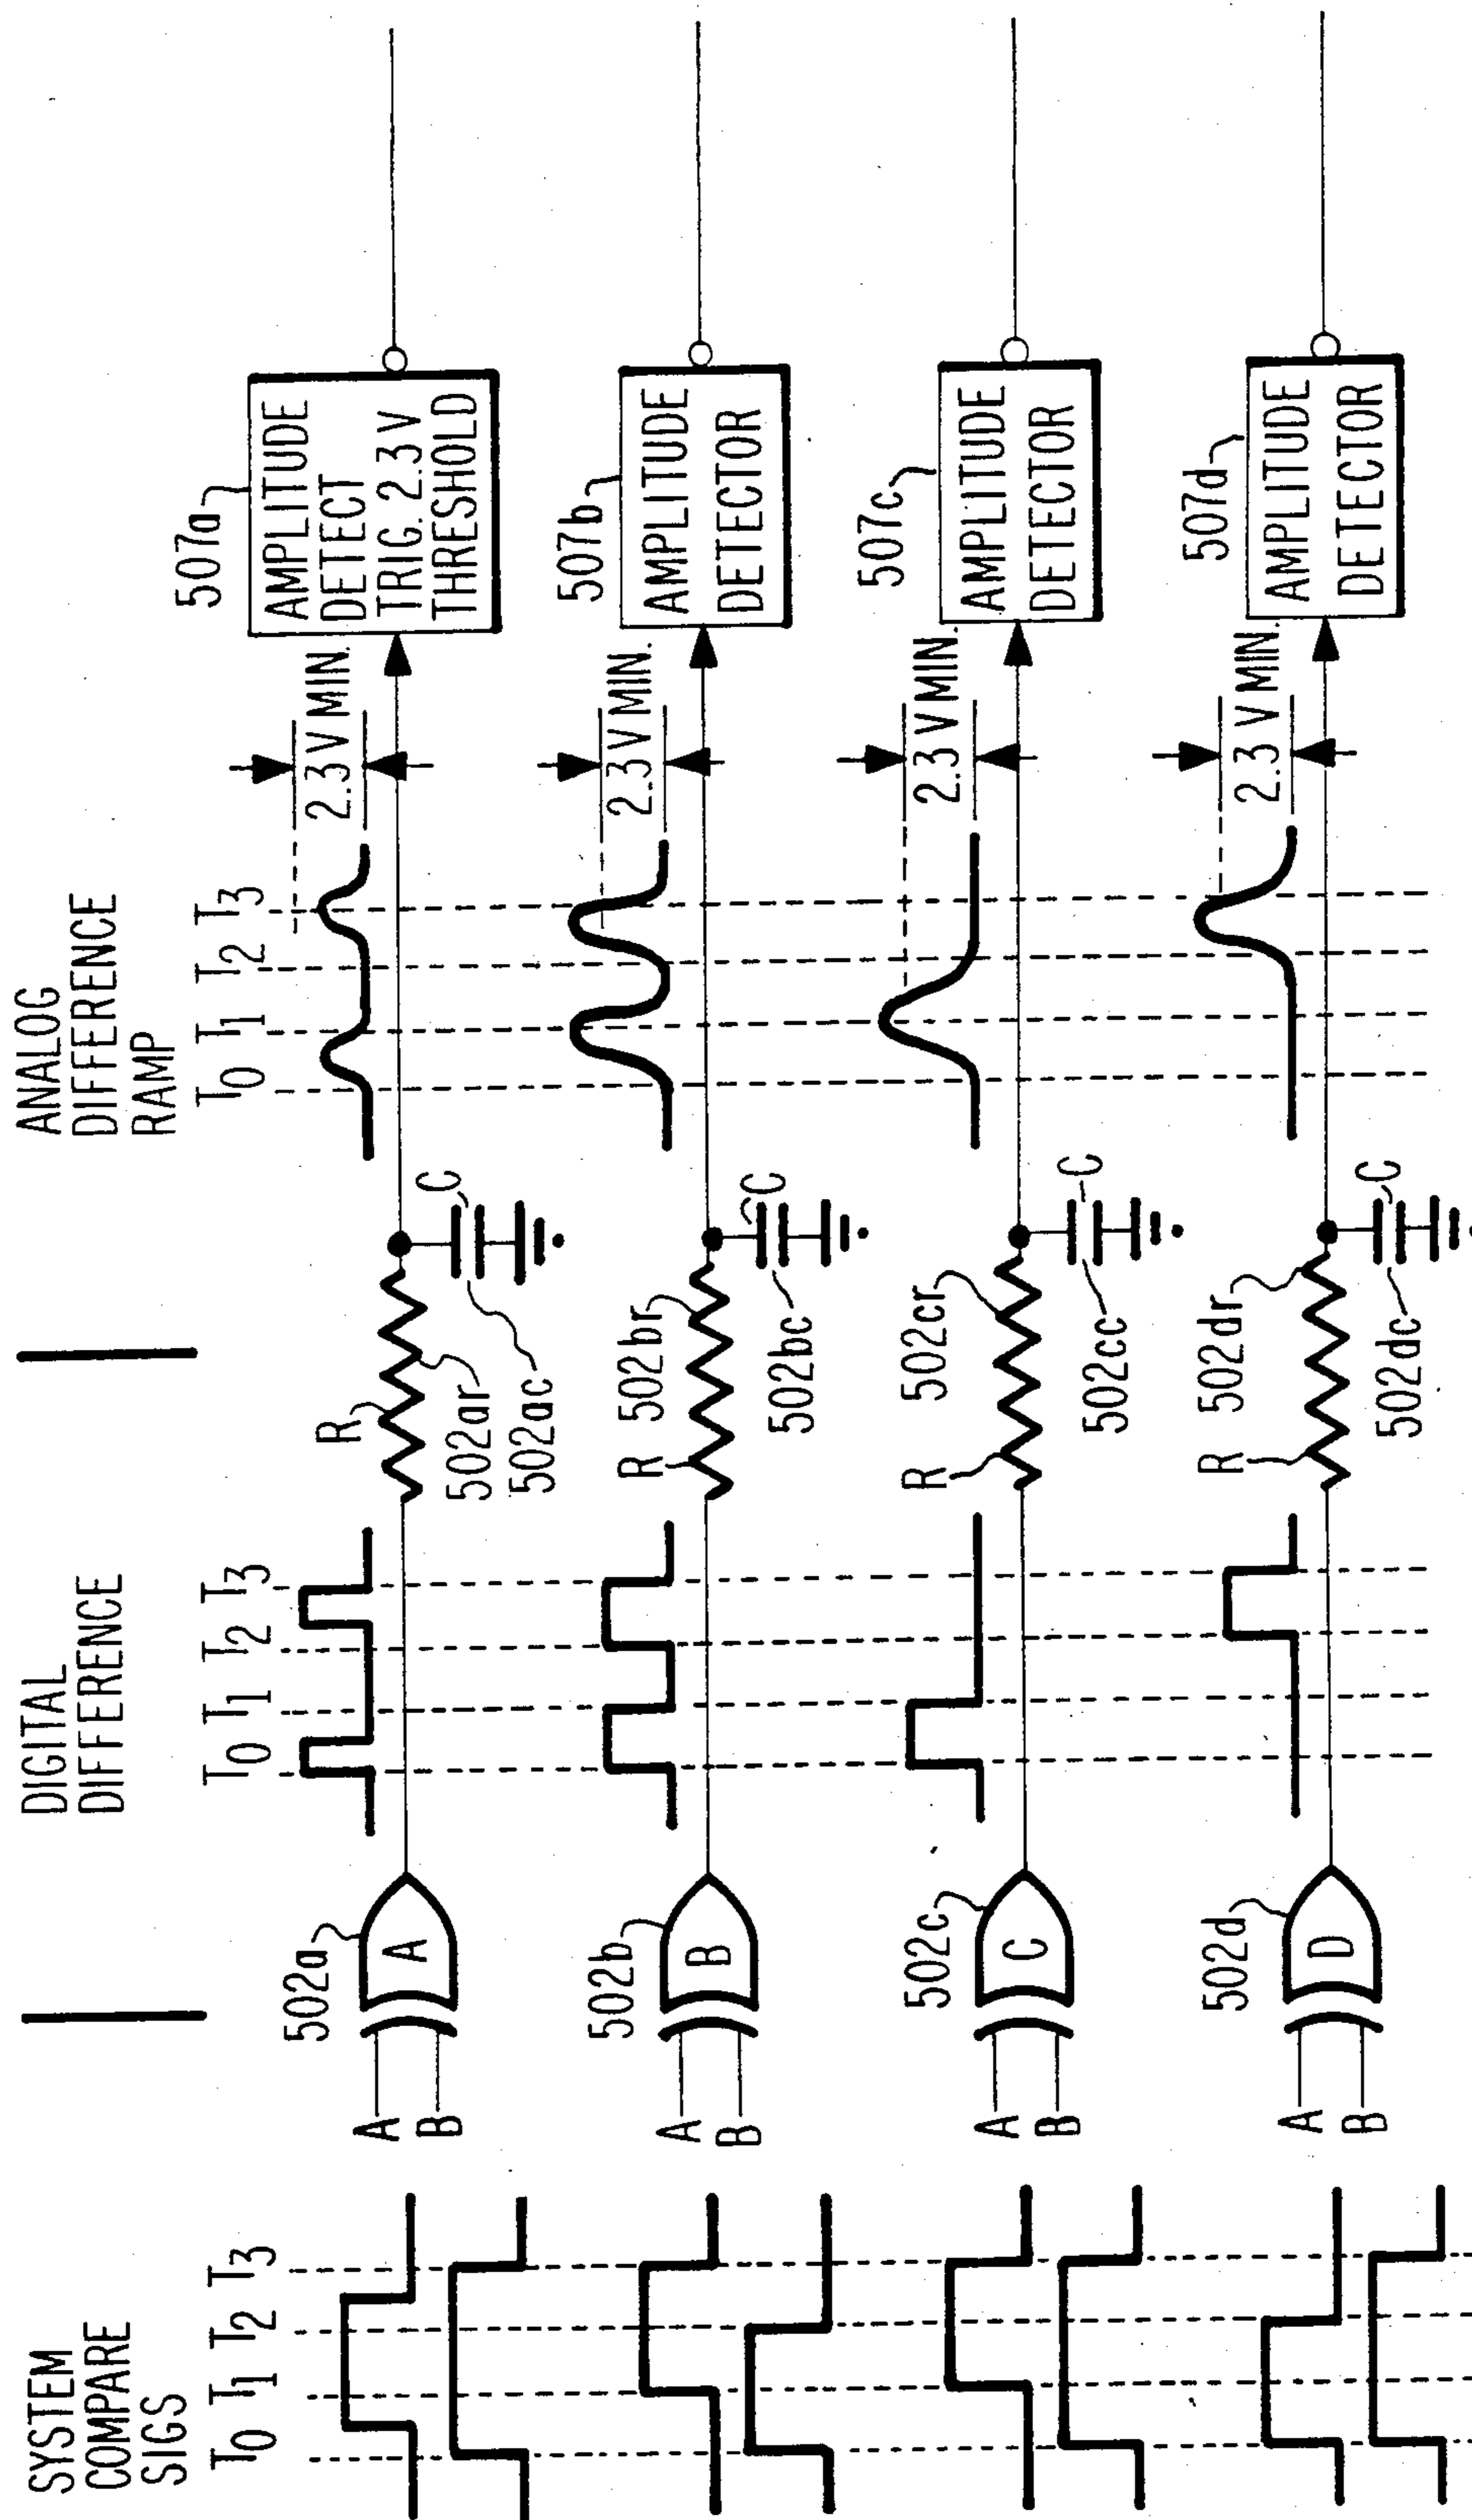 SYSTEM
COMPARE
SIGS
DIGITAL
DIFFERENCE
ANALOG
DIFFERENCE
RAMP
T0 T1 T2 T3
T0 T1 T2 T3
T0 T1 T2 T3
A
B
502a
A
R
502ar
502ac
C
2.3 V MIN.
507a
AMPLITUDE
DETECT
TRIG. 2.3 V
THRESHOLD
A
B
502b
B
R
502br
502bc
C
2.3 V MIN.
507b
AMPLITUDE
DETECTOR
A
B
502c
C
R
502cr
502cc
C
2.3 V MIN.
507c
AMPLITUDE
DETECTOR
A
B
502d
D
R
502dr
502dc
C
2.3 V MIN.
507d
AMPLITUDE
DETECTOR